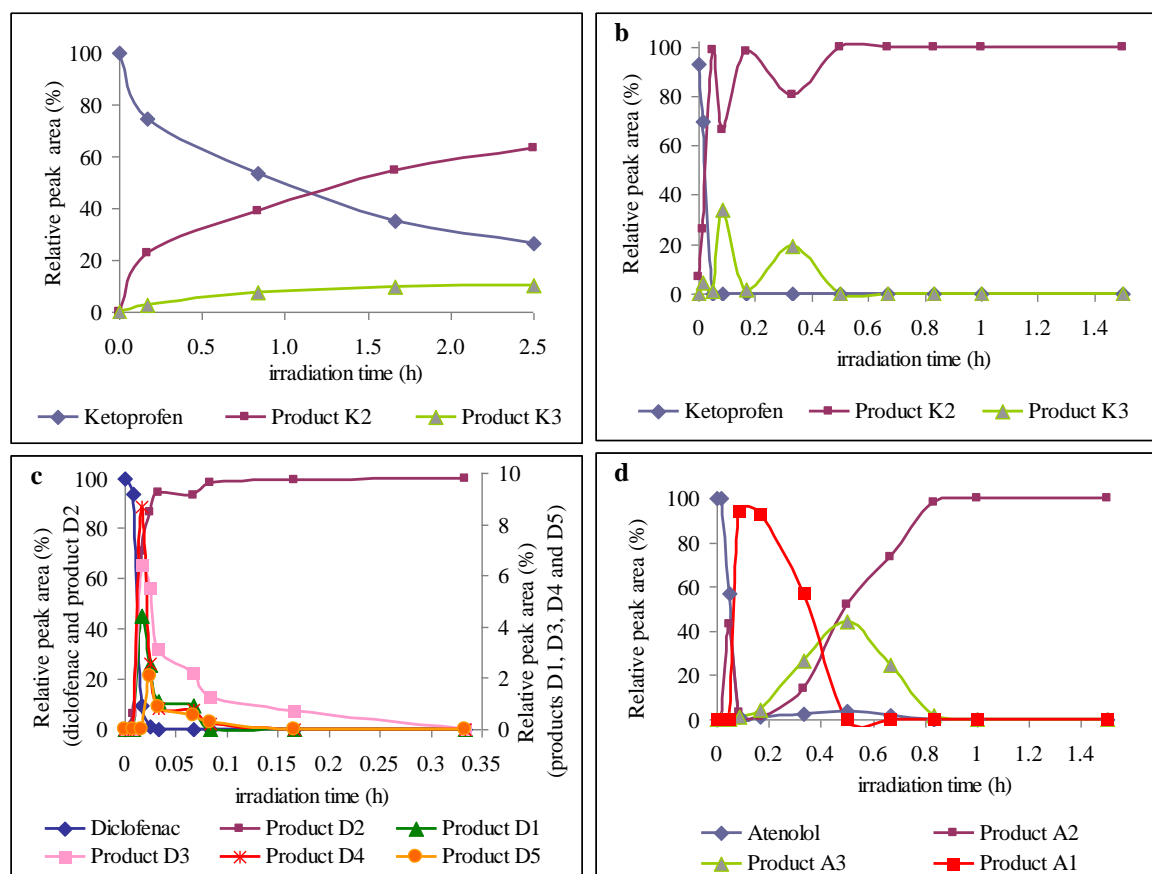 100
80
60
40
20
0
Relative peak area (%)
0.0 0.5 1.0 1.5 2.0 2.5
irradiation time (h)
Ketoprofen Product K2 Product K3
b
100
80
60
40
20
0
Relative peak area (%)
0 0.2 0.4 0.6 0.8 1 1.2 1.4
irradiation time (h)
Ketoprofen Product K2 Product K3
c
100
80
60
40
20
0
Relative peak area (%)
(diclofenac and product D2)
10
8
6
4
2
0
Relative peak area (%)
(products D1, D3, D4 and D5)
0 0.05 0.1 0.15 0.2 0.25 0.3 0.35
irradiation time (h)
Diclofenac Product D2 Product D1
Product D3 Product D4 Product D5
d
100
80
60
40
20
0
Relative peak area (%)
0 0.2 0.4 0.6 0.8 1 1.2 1.4
irradiation time (h)
Atenolol Product A2
Product A3 Product A1